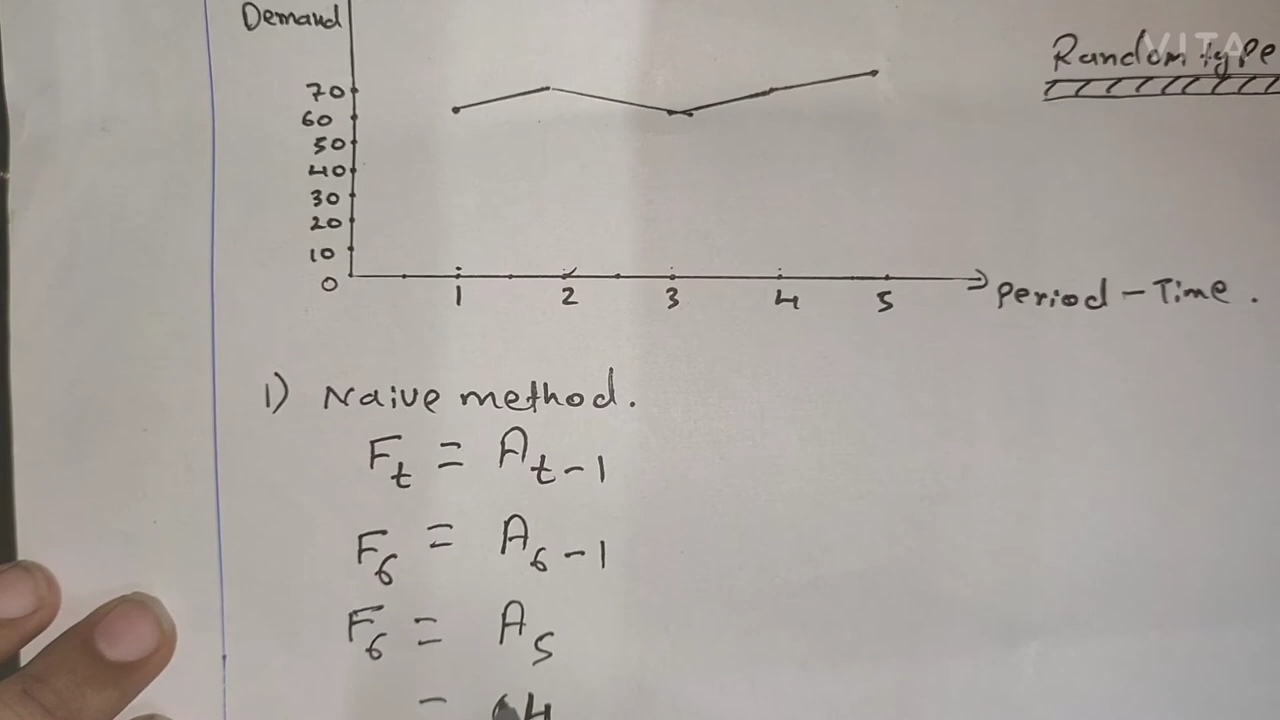 Demand
Random type
VITA
70
60
50
40
30
20
10
0
1 2 3 4 5
Period - Time .
1) Naive method.
Ft = At-1
F6 = A6-1
F6 = A5
=